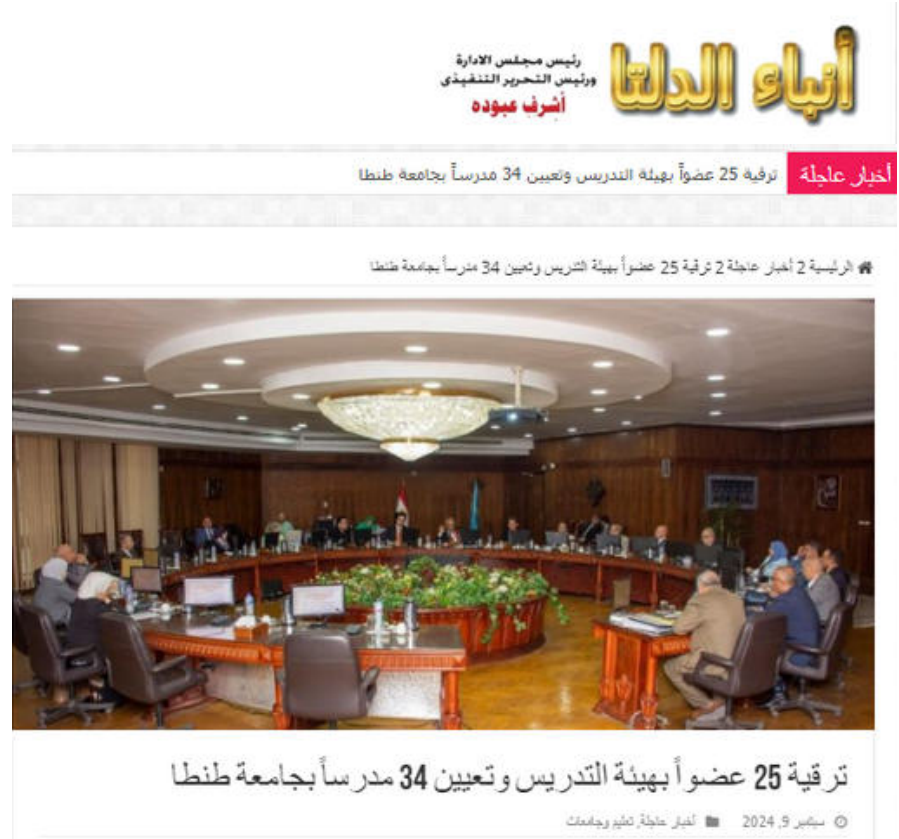 أنباء الدلتا
رئيس مجلس الادارة
ورئيس التحرير التنفيذى
أشرف عبوده
أخبار عاجلة ترقية 25 عضواً بهيئة التدريس وتعيين 34 مدرساً بجامعة طنطا
الرئيسية 2 أخبار عاجلة 2 ترقية 25 عضواً بهيئة التدريس وتعيين 34 مدرساً بجامعة طنطا
ترقية 25 عضواً بهيئة التدريس وتعيين 34 مدرساً بجامعة طنطا
سبتمبر 9, 2024 أخبار عاجلة, تعليم وجامعات